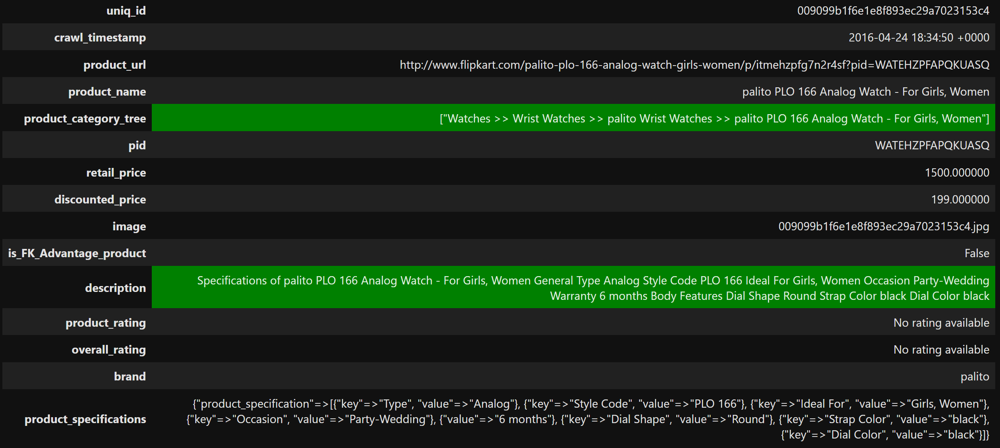 uniq_id 009099b1f6e1e8f893ec29a7023153c4
crawl_timestamp 2016-04-24 18:34:50 +0000
product_url http://www.flipkart.com/palito-plo-166-analog-watch-girls-women/p/itmehzpfg7n2r4sf?pid=WATEHZPFAPQKUASQ
product_name palito PLO 166 Analog Watch - For Girls, Women
product_category_tree ["Watches >> Wrist Watches >> palito Wrist Watches >> palito PLO 166 Analog Watch - For Girls, Women"]
pid WATEHZPFAPQKUASQ
retail_price 1500.000000
discounted_price 199.000000
image 009099b1f6e1e8f893ec29a7023153c4.jpg
is_FK_Advantage_product False
description Specifications of palito PLO 166 Analog Watch - For Girls, Women General Type Analog Style Code PLO 166 Ideal For Girls, Women Occasion Party-Wedding
Warranty 6 months Body Features Dial Shape Round Strap Color black Dial Color black
product_rating No rating available
overall_rating No rating available
brand palito
product_specifications {"product_specification"=>[{"key"=>"Type", "value"=>"Analog"}, {"key"=>"Style Code", "value"=>"PLO 166"}, {"key"=>"Ideal For", "value"=>"Girls, Women"},
{"key"=>"Occasion", "value"=>"Party-Wedding"}, {"value"=>"6 months"}, {"key"=>"Dial Shape", "value"=>"Round"}, {"key"=>"Strap Color", "value"=>"black"},
{"key"=>"Dial Color", "value"=>"black"}]}